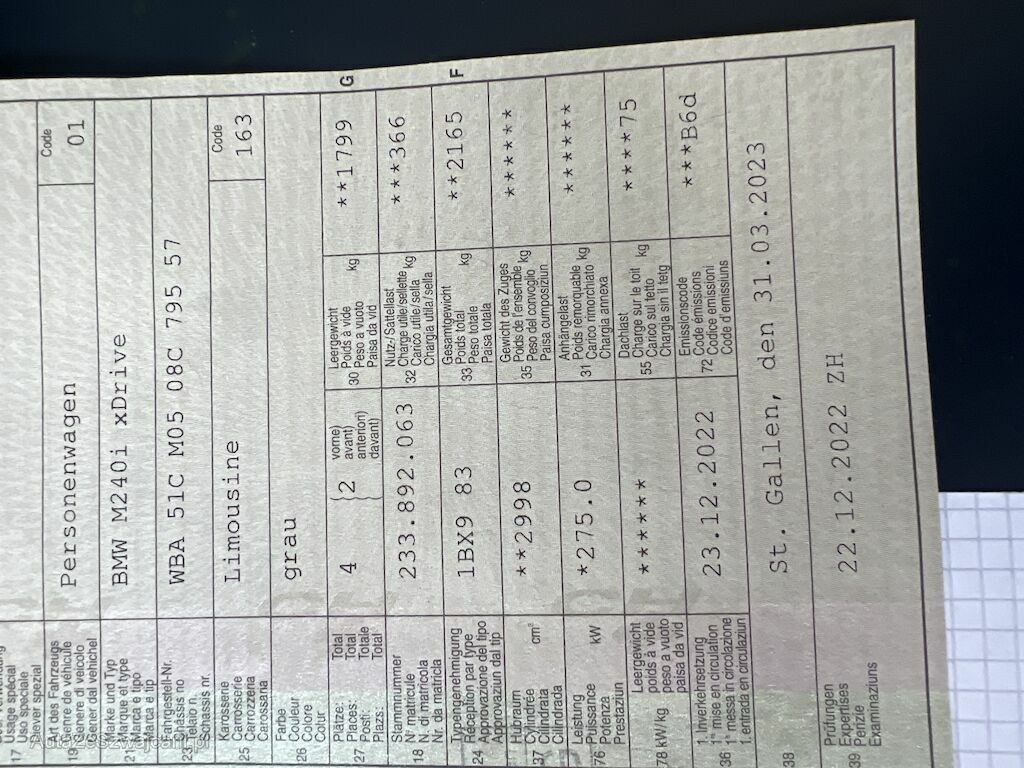 17
Usage spécial
Uso speciale
Diever spezial
19
Art des Fahrzeugs
Genre de véhicule
Genere di veicolo
Gener dal vehichel
Personenwagen
Code
01
21
Marke und Typ
Marque et type
Marca e tipo
Marca e tip
BMW M240i xDrive
Fahrgestell-Nr.
Châssis no
Telaio n.
Schassis nr.
WBA 51C M05 08C 795 57
25
Karosserie
Carrosserie
Carrozzeria
Carossaria
Limousine
Code
163
26
Farbe
Couleur
Colore
Colur
grau
27
Plätze: Total
Places: Total
Posti: Totale
Plazs: Total
4
2
vorne)
avant)
anteriori)
davant)
30
Leergewicht
Poids à vide
Peso a vuoto
Paisa da vid
kg
**1799
G
18
Stammnummer
N° matricule
N. di matricola
Nr. da matricla
233.892.063
32
Nutz-/Sattellast
Charge utile/sellette
Carico utile/sella
Chargia utila/sella
kg
***366
24
Typengenehmigung
Réception par type
Approvazione del tipo
Approvaziun dal tip
1BX9 83
33
Gesamtgewicht
Poids total
Peso totale
Paisa totala
kg
**2165
F
37
Hubraum
Cylindrée
Cilindrata
Cilindrada
cm³
**2998
35
Gewicht des Zuges
Poids de l'ensemble
Peso del convoglio
Paisa cumposiziun
kg
******
76
Leistung
Puissance
Potenza
Prestaziun
kW
*275.0
31
Anhängelast
Poids remorquable
Carico rimorchiato
Chargia annexa
kg
******
78 kW/kg
Leergewicht
poids à vide
peso a vuoto
paisa da vid
******
55
Dachlast
Charge sur le toit
Carico sul tetto
Chargia sin il tetg
kg
****75
36
1. Inverkehrsetzung
1re mise en circulation
1a messa in circolazione
1. entrada en circulaziun
23.12.2022
72
Emissionscode
Code émissions
Codice emissioni
Code d'emissiuns
***B6d
38
St. Gallen, den 31.03.2023
39
Prüfungen
Expertises
Perizie
Examinaziuns
22.12.2022 ZH